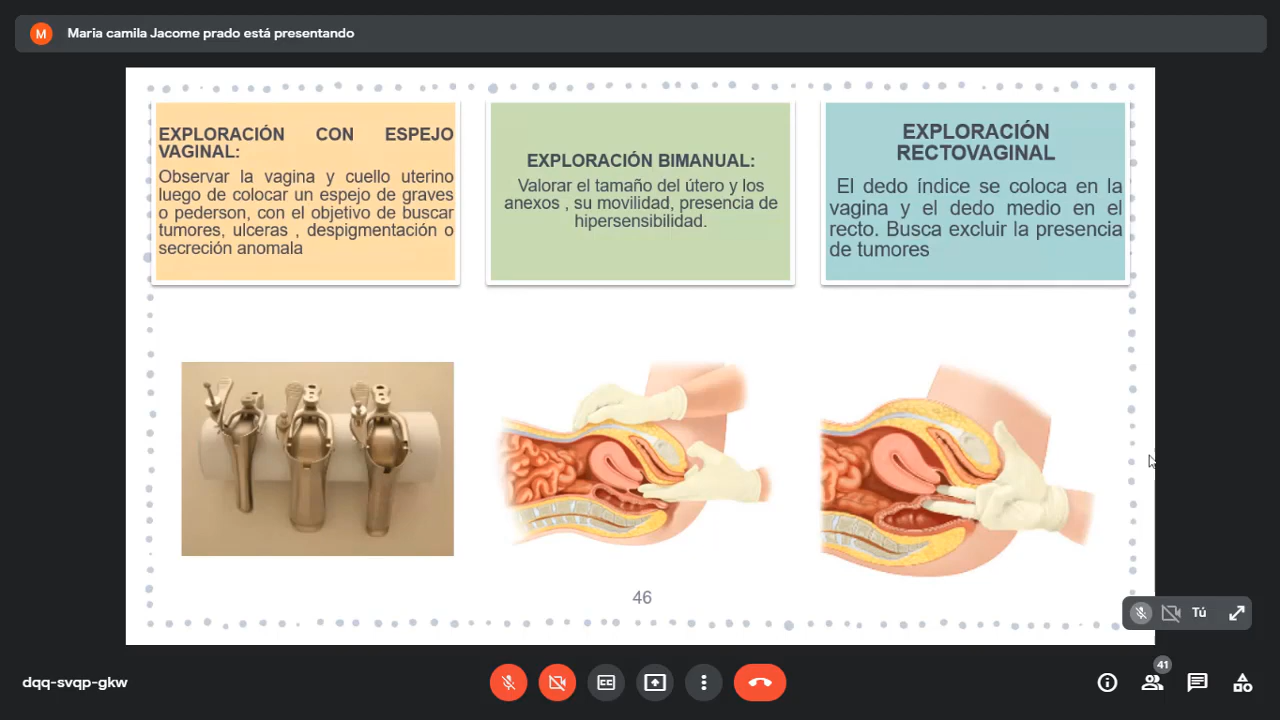 M
Maria camila Jacome prado está presentando
EXPLORACIÓN CON ESPEJO
VAGINAL:
Observar la vagina y cuello uterino
luego de colocar un espejo de graves
o pederson, con el objetivo de buscar
tumores, ulceras , despigmentación o
secreción anomala
EXPLORACIÓN BIMANUAL:
Valorar el tamaño del útero y los
anexos , su movilidad, presencia de
hipersensibilidad.
EXPLORACIÓN
RECTOVAGINAL
El dedo índice se coloca en la
vagina y el dedo medio en el
recto. Busca excluir la presencia
de tumores
46
Tú
dqq-svqp-gkw
CC
41